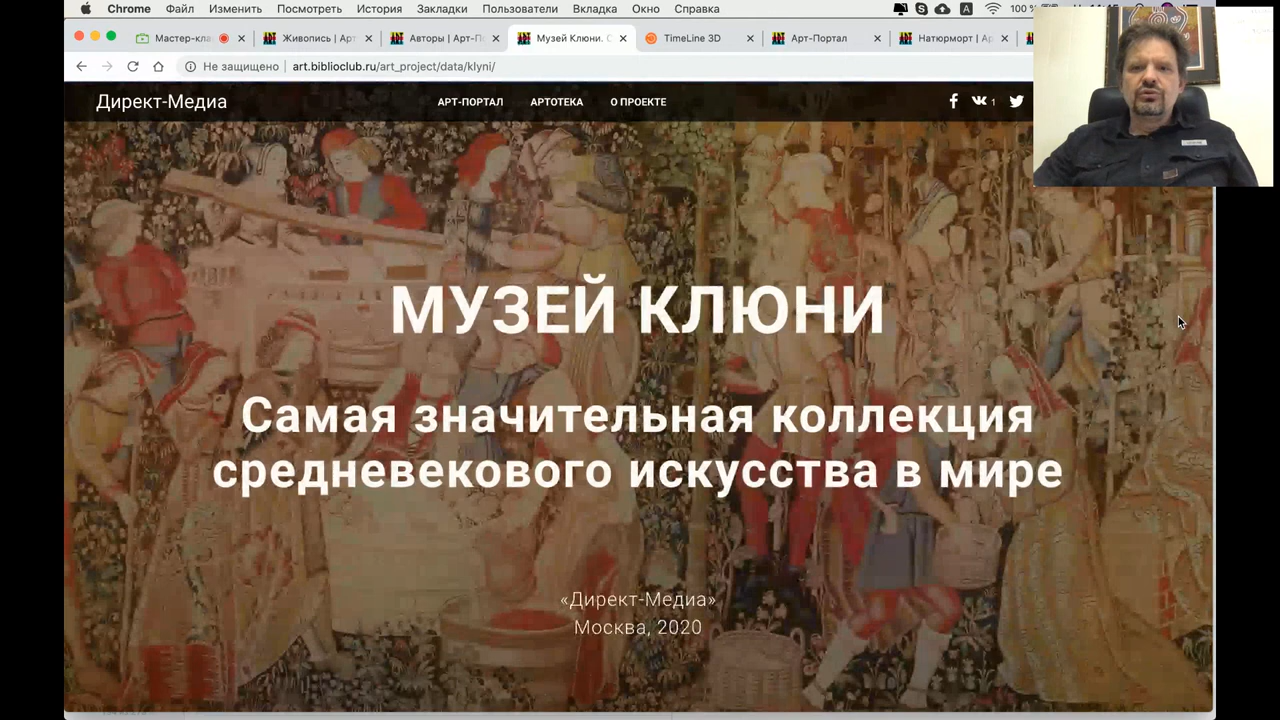 Chrome Файл Изменить Посмотреть История Закладки Пользователи Вкладка Окно Справка
100
Мастер-кла
Живопись | Арт
Авторы | Арт-По
Музей Клюни. С
TimeLine 3D
Арт-Портал
Натюрморт | Ар
Не защищено art.biblioclub.ru/art_project/data/klyni/
Директ-Медиа АРТ-ПОРТАЛ АРТОТЕКА О ПРОЕКТЕ 1
МУЗЕЙ КЛЮНИ
Самая значительная коллекция
средневекового искусства в мире
«Директ-Медиа»
Москва, 2020